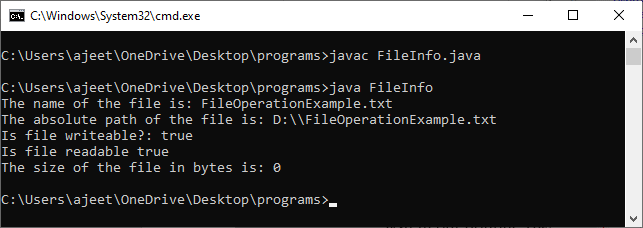 C:\Windows\System32\cmd.exe
C:\Users\ajeet\OneDrive\Desktop\programs>javac FileInfo.java
C:\Users\ajeet\OneDrive\Desktop\programs>java FileInfo
The name of the file is: FileOperationExample.txt
The absolute path of the file is: D:\\FileOperationExample.txt
Is file writeable?: true
Is file readable true
The size of the file in bytes is: 0
C:\Users\ajeet\OneDrive\Desktop\programs>